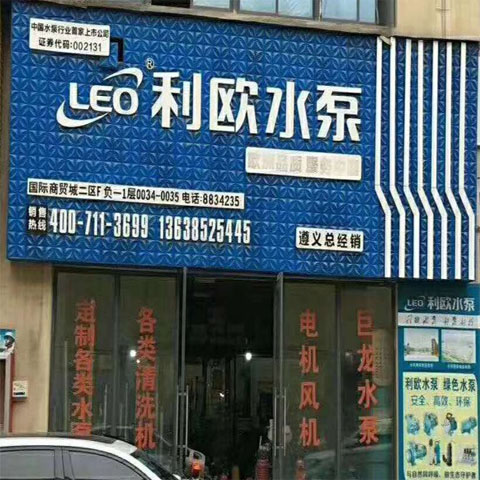 中国水泵行业首家上市公司
证券代码:002131
LEO®利欧水泵
国际商贸城二区F负一1层0034-0035 电话:8834235
销售热线 400-711-3699 13638525445
遵义总经销
定制各类水泵
各类清洗机
电机风机
巨龙水泵
LEO 利欧水泵
利欧水泵 绿色水泵
安全、高效、环保